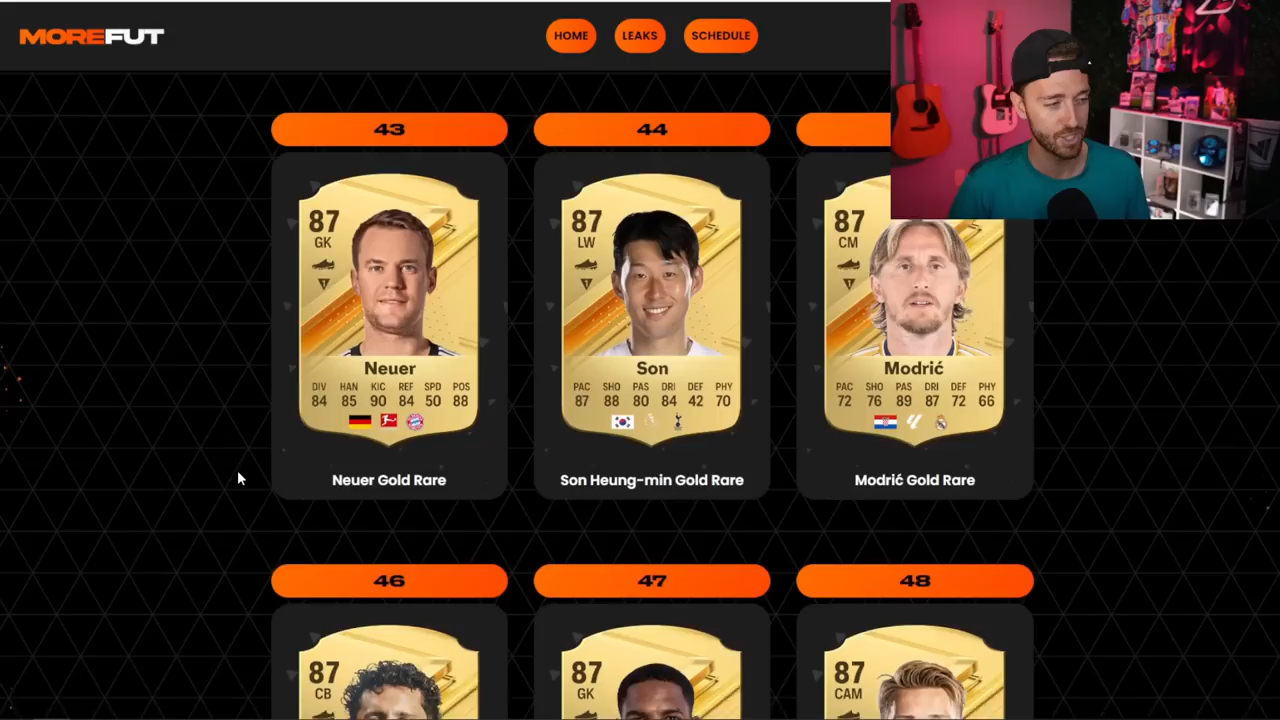 MOREFUT
HOME
LEAKS
SCHEDULE
43
44
87
GK
Neuer
DIV HAN KIC REF SPD POS
84 85 90 84 50 88
Neuer Gold Rare
87
LW
Son
PAC SHO PAS DRI DEF PHY
87 88 80 84 42 70
Son Heung-min Gold Rare
87
CM
Modrić
PAC SHO PAS DRI DEF PHY
72 76 89 87 72 66
Modrić Gold Rare
46
47
48
87
CB
87
GK
87
CAM